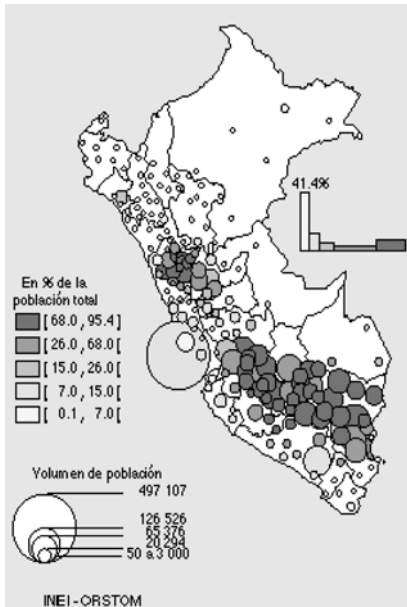 41.4%
En % de la
población total
[68.0, 95.4[
[26.0, 68.0[
[15.0, 26.0[
[ 7.0, 15.0[
[ 0.1, 7.0[
Volumen de población
497 107
126 526
65 376
20 294
50 a 3 000
INEI-ORSTOM